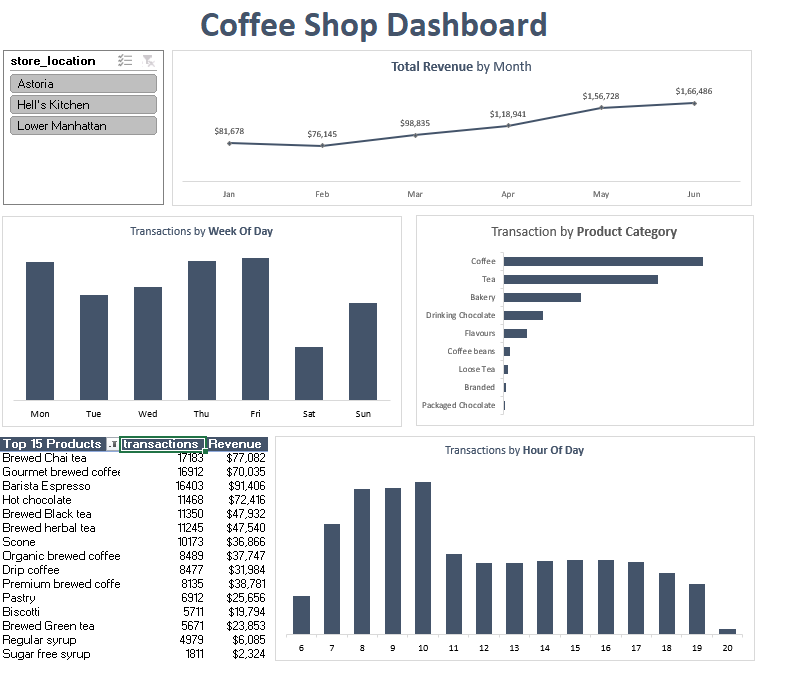 Coffee Shop Dashboard
store_location
Astoria
Hell's Kitchen
Lower Manhattan
Total Revenue by Month
$81,678 $76,145 $98,835 $1,18,941 $1,56,728 $1,66,486
Jan Feb Mar Apr May Jun
Transactions by Week Of Day
Mon Tue Wed Thu Fri Sat Sun
Transaction by Product Category
Coffee
Tea
Bakery
Drinking Chocolate
Flavours
Coffee beans
Loose Tea
Branded
Packaged Chocolate
Top 15 Products transactions Revenue
Brewed Chai tea 17183 $77,082
Gourmet brewed coffee 16912 $70,035
Barista Espresso 16403 $91,406
Hot chocolate 11468 $72,416
Brewed Black tea 11350 $47,932
Brewed herbal tea 11245 $47,540
Scone 10173 $36,866
Organic brewed coffee 8489 $37,747
Drip coffee 8477 $31,984
Premium brewed coffe 8135 $38,781
Pastry 6912 $25,656
Biscotti 5711 $19,794
Brewed Green tea 5671 $23,853
Regular syrup 4979 $6,085
Sugar free syrup 1811 $2,324
Transactions by Hour Of Day
6 7 8 9 10 11 12 13 14 15 16 17 18 19 20